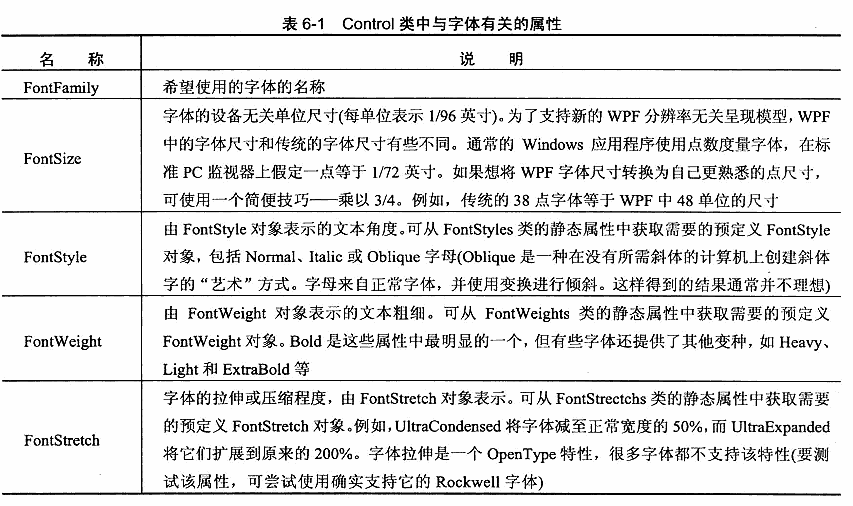 表 6-1 Control 类中与字体有关的属性
名 称 说 明
FontFamily 希望使用的字体的名称
字体的设备无关单位尺寸(每单位表示 1/96 英寸)。为了支持新的 WPF 分辨率无关呈现模型,WPF
中的字体尺寸和传统的字体尺寸有些不同。通常的 Windows 应用程序使用点数度量字体,在标
FontSize 准 PC 监视器上假定一点等于 1/72 英寸。如果想将 WPF 字体尺寸转换为自己更熟悉的点尺寸,
可使用一个简便技巧——乘以 3/4。例如,传统的 38 点字体等于 WPF 中 48 单位的尺寸
由 FontStyle 对象表示的文本角度。可从 FontStyles 类的静态属性中获取需要的预定义 FontStyle
FontStyle 对象,包括 Normal、Italic 或 Oblique 字母(Oblique 是一种在没有所需斜体的计算机上创建斜体
字的“艺术”方式。字母来自正常字体,并使用变换进行倾斜。这样得到的结果通常并不理想)
由 FontWeight 对象表示的文本粗细。可从 FontWeights 类的静态属性中获取需要的预定义
FontWeight FontWeight 对象。Bold 是这些属性中最明显的一个,但有些字体还提供了其他变种,如 Heavy、
Light 和 ExtraBold 等
字体的拉伸或压缩程度,由 FontStretch 对象表示。可从 FontStrectchs 类的静态属性中获取需要
的预定义 FontStretch 对象。例如,UltraCondensed 将字体减至正常宽度的 50%,而 UltraExpanded
FontStretch 将它们扩展到原来的 200%。字体拉伸是一个 OpenType 特性,很多字体都不支持该特性(要测
试该属性,可尝试使用确实支持它的 Rockwell 字体)